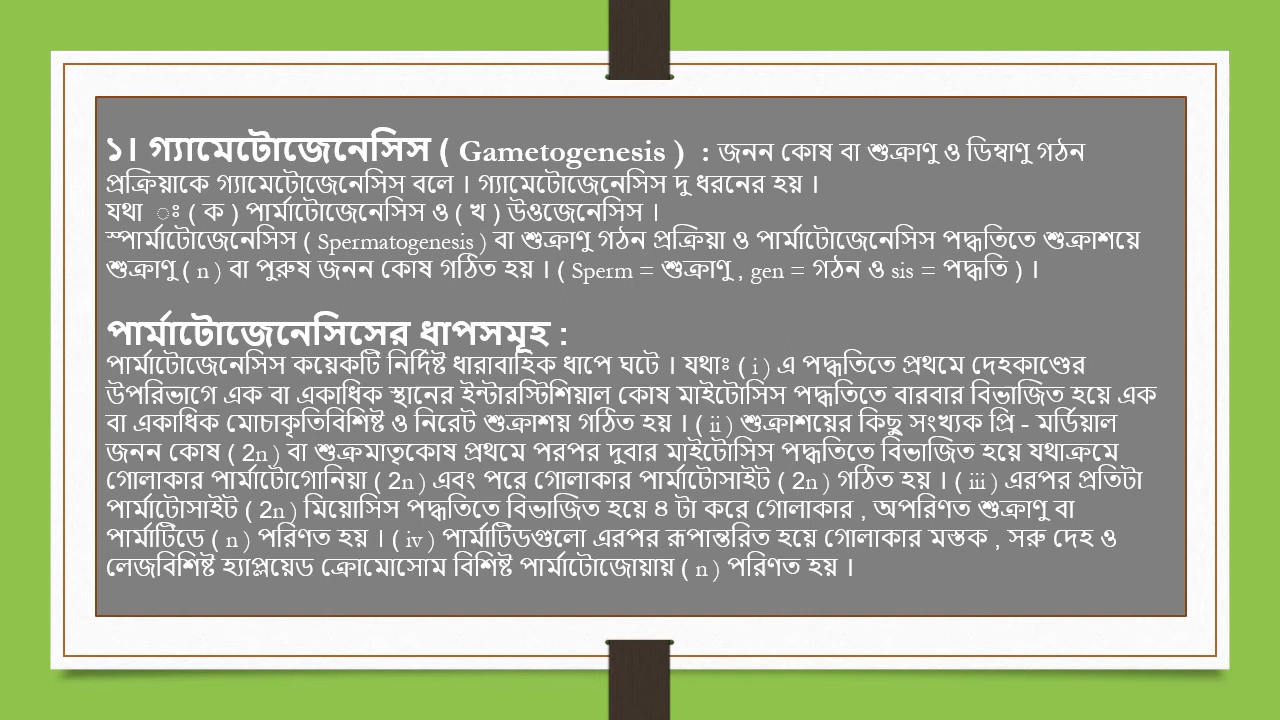 ১। গ্যামেটোজেনেসিস ( Gametogenesis ) : জনন কোষ বা শুক্রাণু ও ডিম্বাণু গঠন
প্রক্রিয়াকে গ্যামেটোজেনেসিস বলে । গ্যামেটোজেনেসিস দু ধরনের হয় ।
যথা ঃ ( ক ) পার্মাটোজেনেসিস ও ( খ ) উওজেনেসিস ।
স্পার্মাটোজেনেসিস ( Spermatogenesis ) বা শুক্রাণু গঠন প্রক্রিয়া ও পার্মাটোজেনেসিস পদ্ধতিতে শুক্রাশয়ে
শুক্রাণু ( n ) বা পুরুষ জনন কোষ গঠিত হয় । ( Sperm = শুক্রাণু , gen = গঠন ও sis = পদ্ধতি ) ।
পার্মাটোজেনেসিসের ধাপসমূহ :
পার্মাটোজেনেসিস কয়েকটি নির্দিষ্ট ধারাবাহিক ধাপে ঘটে । যথাঃ ( i ) এ পদ্ধতিতে প্রথমে দেহকাণ্ডের
উপরিভাগে এক বা একাধিক স্থানের ইন্টারস্টিশিয়াল কোষ মাইটোসিস পদ্ধতিতে বারবার বিভাজিত হয়ে এক
বা একাধিক মোচাকৃতিবিশিষ্ট ও নিরেট শুক্রাশয় গঠিত হয় । ( ii ) শুক্রাশয়ের কিছু সংখ্যক প্রি - মর্ডিয়াল
জনন কোষ ( 2n ) বা শুক্রমাতৃকোষ প্রথমে পরপর দুবার মাইটোসিস পদ্ধতিতে বিভাজিত হয়ে যথাক্রমে
গোলাকার পার্মাটোগোনিয়া ( 2n ) এবং পরে গোলাকার পার্মাটোসাইট ( 2n ) গঠিত হয় । ( iii ) এরপর প্রতিটা
পার্মাটোসাইট ( 2n ) মিয়োসিস পদ্ধতিতে বিভাজিত হয়ে ৪ টা করে গোলাকার , অপরিণত শুক্রাণু বা
পার্মাটিডে ( n ) পরিণত হয় । ( iv ) পার্মাটিডগুলো এরপর রূপান্তরিত হয়ে গোলাকার মস্তক , সরু দেহ ও
লেজবিশিষ্ট হ্যাপ্লয়েড ক্রোমোসোম বিশিষ্ট পার্মাটোজোয়ায় ( n ) পরিণত হয় ।